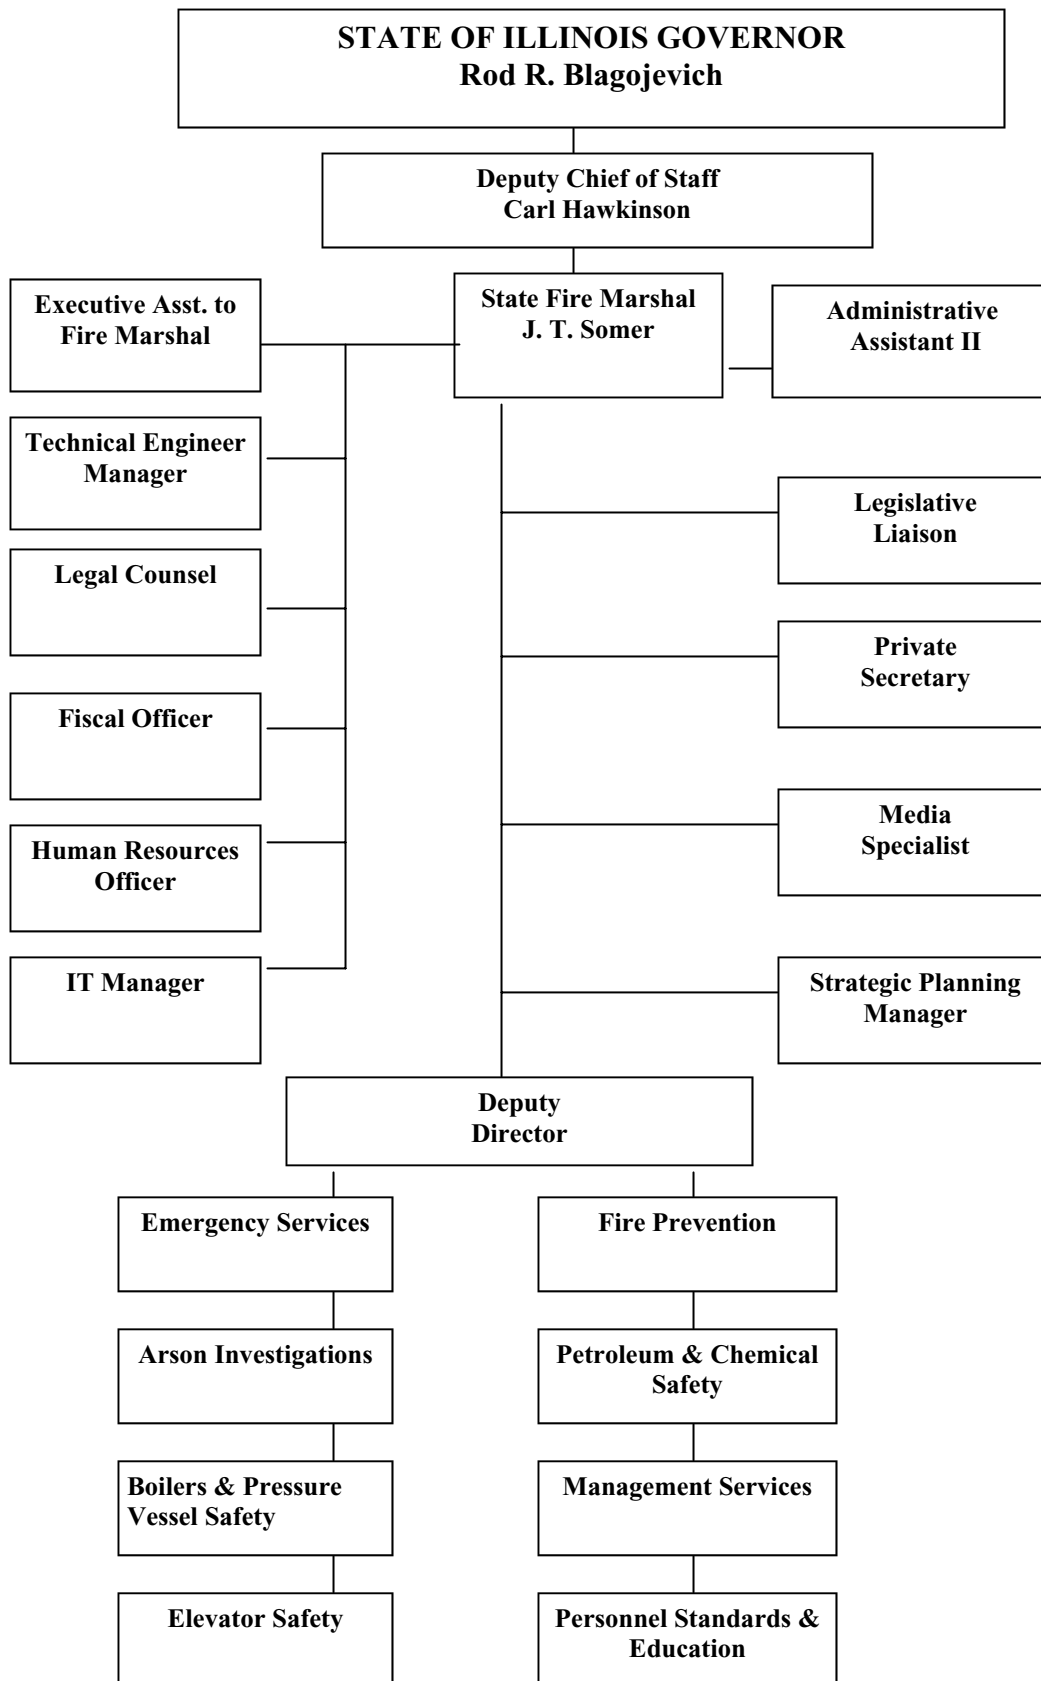 STATE OF ILLINOIS GOVERNOR
Rod R. Blagojevich
Deputy Chief of Staff
Carl Hawkinson
Executive Asst. to
Fire Marshal
State Fire Marshal
J. T. Somer
Administrative
Assistant II
Technical Engineer
Manager
Legislative
Liaison
Legal Counsel
Private
Secretary
Fiscal Officer
Media
Specialist
Human Resources
Officer
IT Manager
Strategic Planning
Manager
Deputy
Director
Emergency Services
Fire Prevention
Arson Investigations
Petroleum & Chemical
Safety
Boilers & Pressure
Vessel Safety
Management Services
Elevator Safety
Personnel Standards &
Education